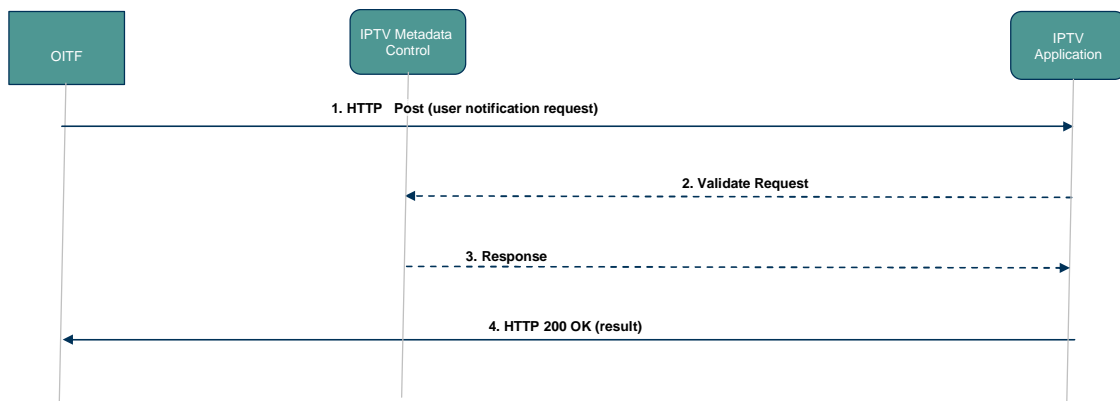 OITF
IPTV Metadata
Control
IPTV
Application
1. HTTP Post (user notification request)
2. Validate Request
3. Response
4. HTTP 200 OK (result)